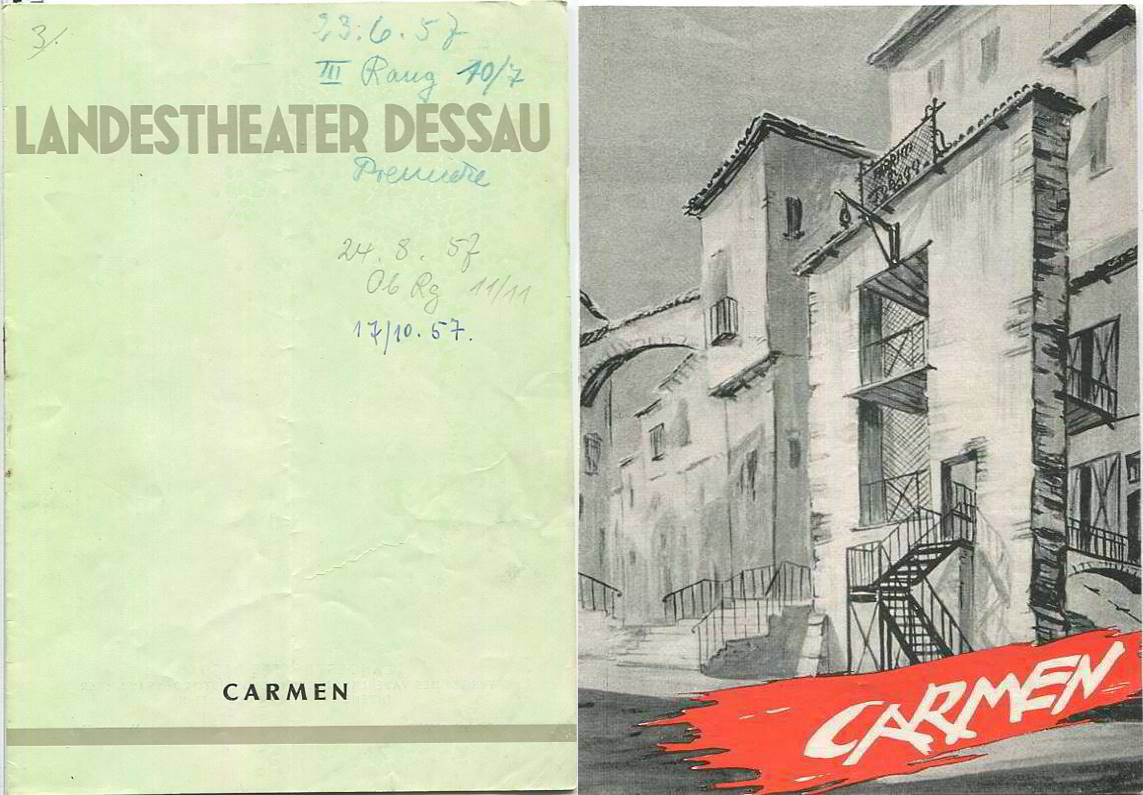 3/.
23.6.57
III Rang 10/7
LANDESTHEATER DESSAU
Premiere
24.8.57
Ob Rg 11/11
17/10.57.
CARMEN
CARMEN